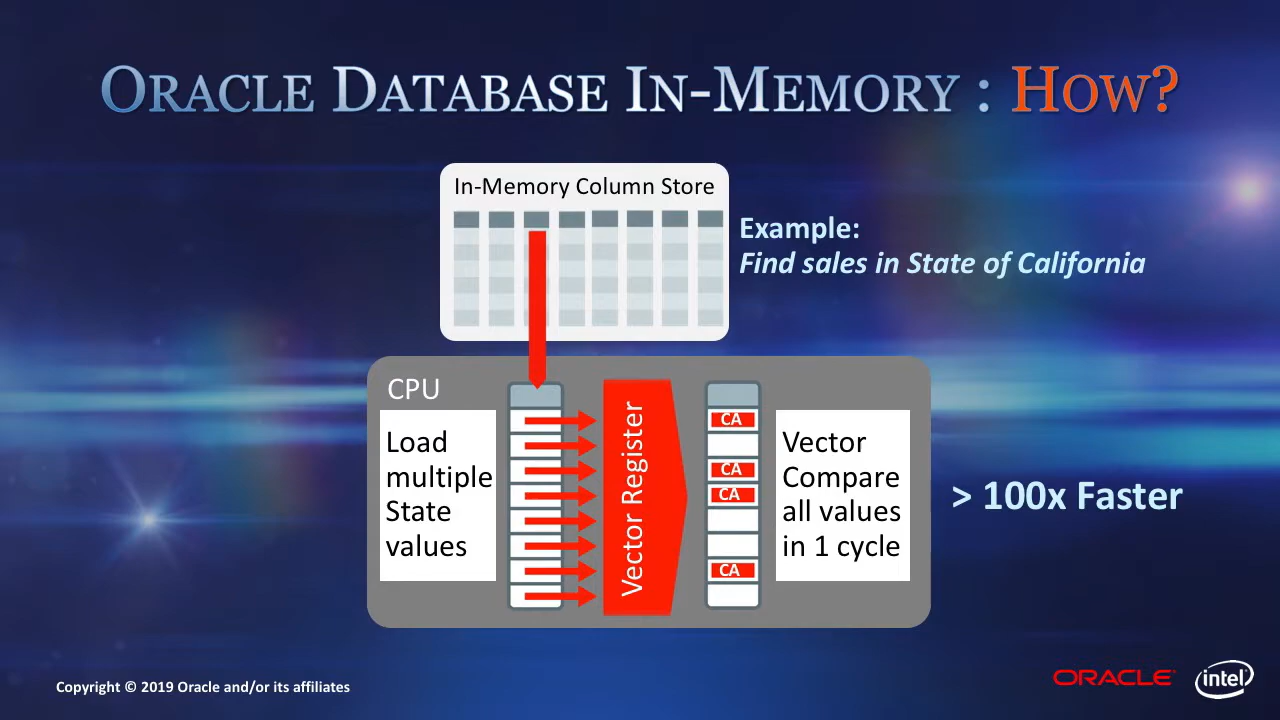 ORACLE DATABASE IN-MEMORY : HOW?
In-Memory Column Store
Example:
Find sales in State of California
CPU
Load
multiple
State
values
Vector Register
CA
CA
CA
CA
Vector
Compare
all values
in 1 cycle
> 100x Faster
Copyright © 2019 Oracle and/or its affiliates
ORACLE
intel